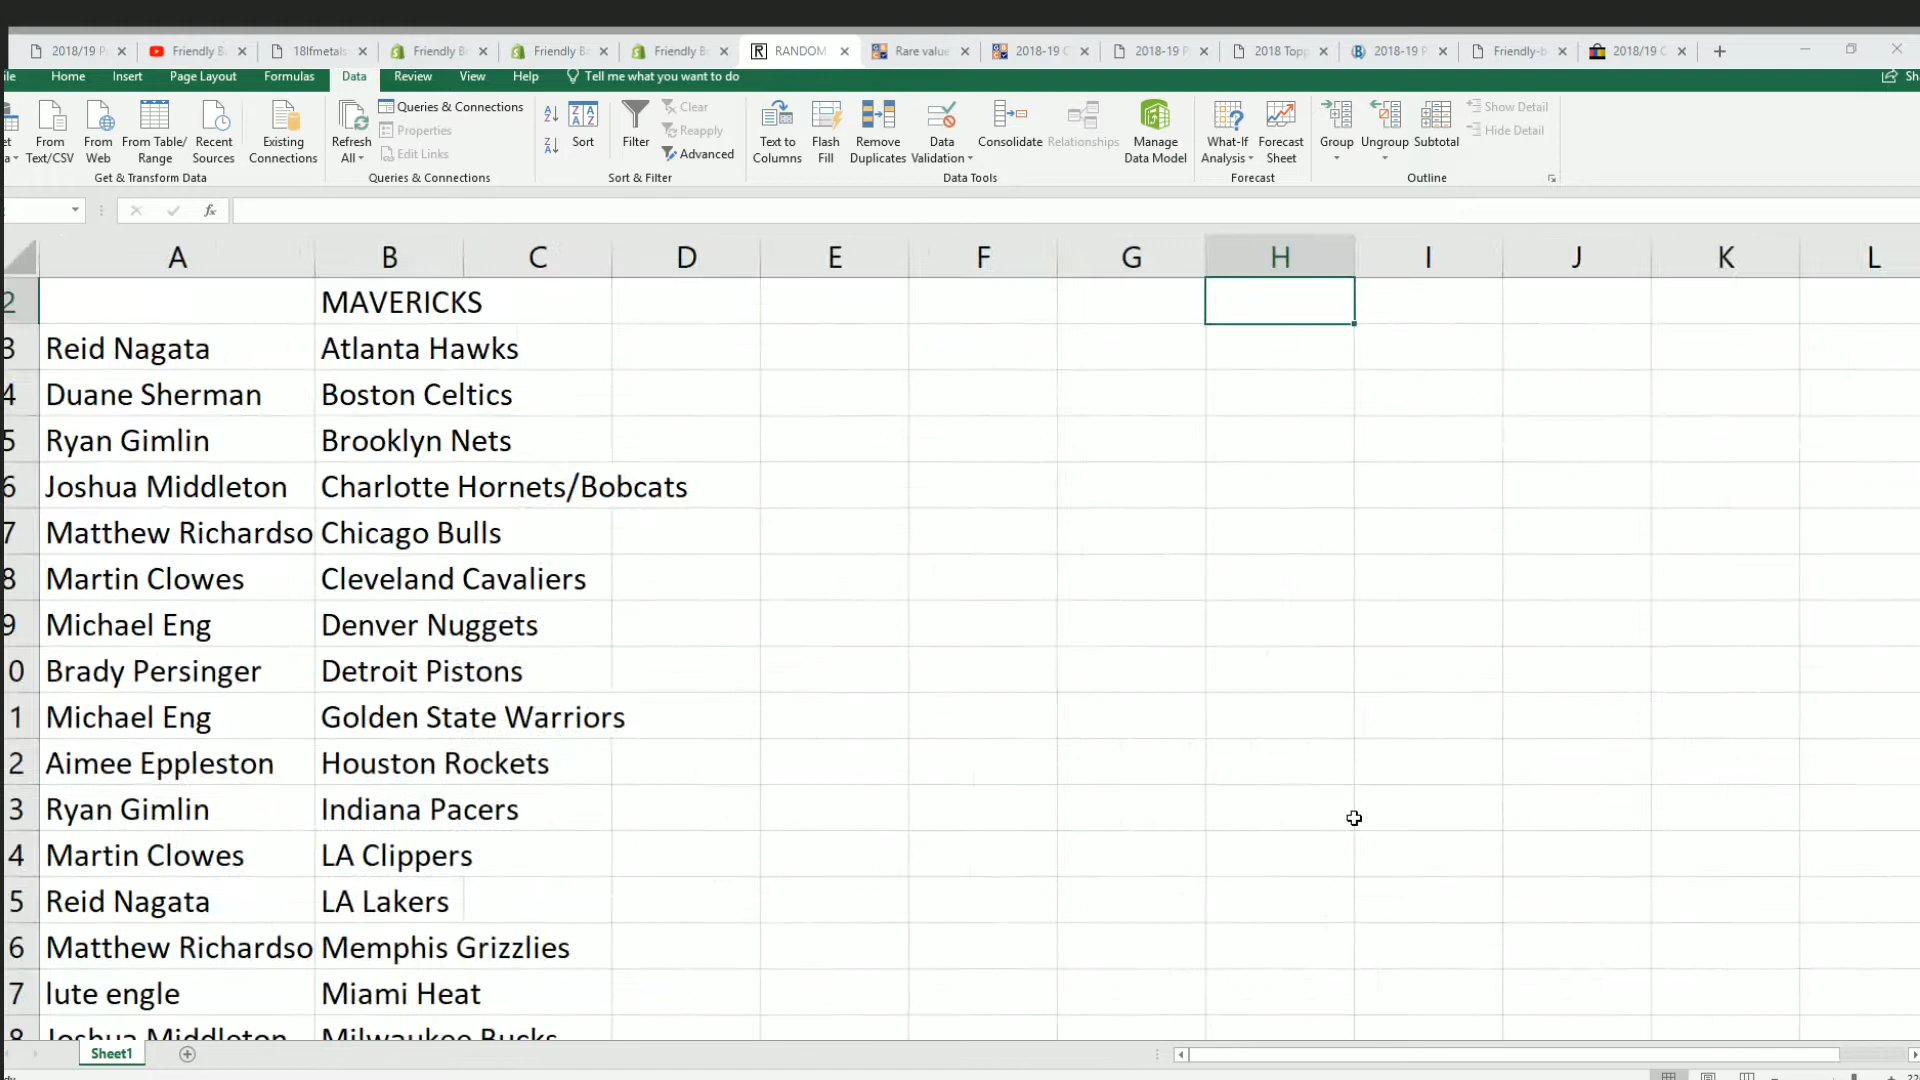 2018/19 P
Friendly B
18lfmetals
Friendly B
Friendly B
Friendly B
RANDOM
Rare value
2018-19 C
2018-19 P
2018 Topp
2018-19 P
Friendly-b
2018/19 C
ile Home Insert Page Layout Formulas Data Review View Help Tell me what you want to do Sh
From Text/CSV
From Web
From Table/ Range
Recent Sources
Existing Connections
Get & Transform Data
Refresh All
Queries & Connections
Properties
Edit Links
Queries & Connections
Sort
Filter
Clear
Reapply
Advanced
Sort & Filter
Text to Columns
Flash Fill
Remove Duplicates
Data Validation
Consolidate
Relationships
Manage Data Model
Data Tools
What-If Analysis
Forecast Sheet
Forecast
Group
Ungroup
Subtotal
Show Detail
Hide Detail
Outline
fx
A B C D E F G H I J K L
2 MAVERICKS
3 Reid Nagata Atlanta Hawks
4 Duane Sherman Boston Celtics
5 Ryan Gimlin Brooklyn Nets
6 Joshua Middleton Charlotte Hornets/Bobcats
7 Matthew Richardso Chicago Bulls
8 Martin Clowes Cleveland Cavaliers
9 Michael Eng Denver Nuggets
0 Brady Persinger Detroit Pistons
1 Michael Eng Golden State Warriors
2 Aimee Eppleston Houston Rockets
3 Ryan Gimlin Indiana Pacers
4 Martin Clowes LA Clippers
5 Reid Nagata LA Lakers
6 Matthew Richardso Memphis Grizzlies
7 lute engle Miami Heat
8 Joshua Middleton Milwaukee Bucks
Sheet1